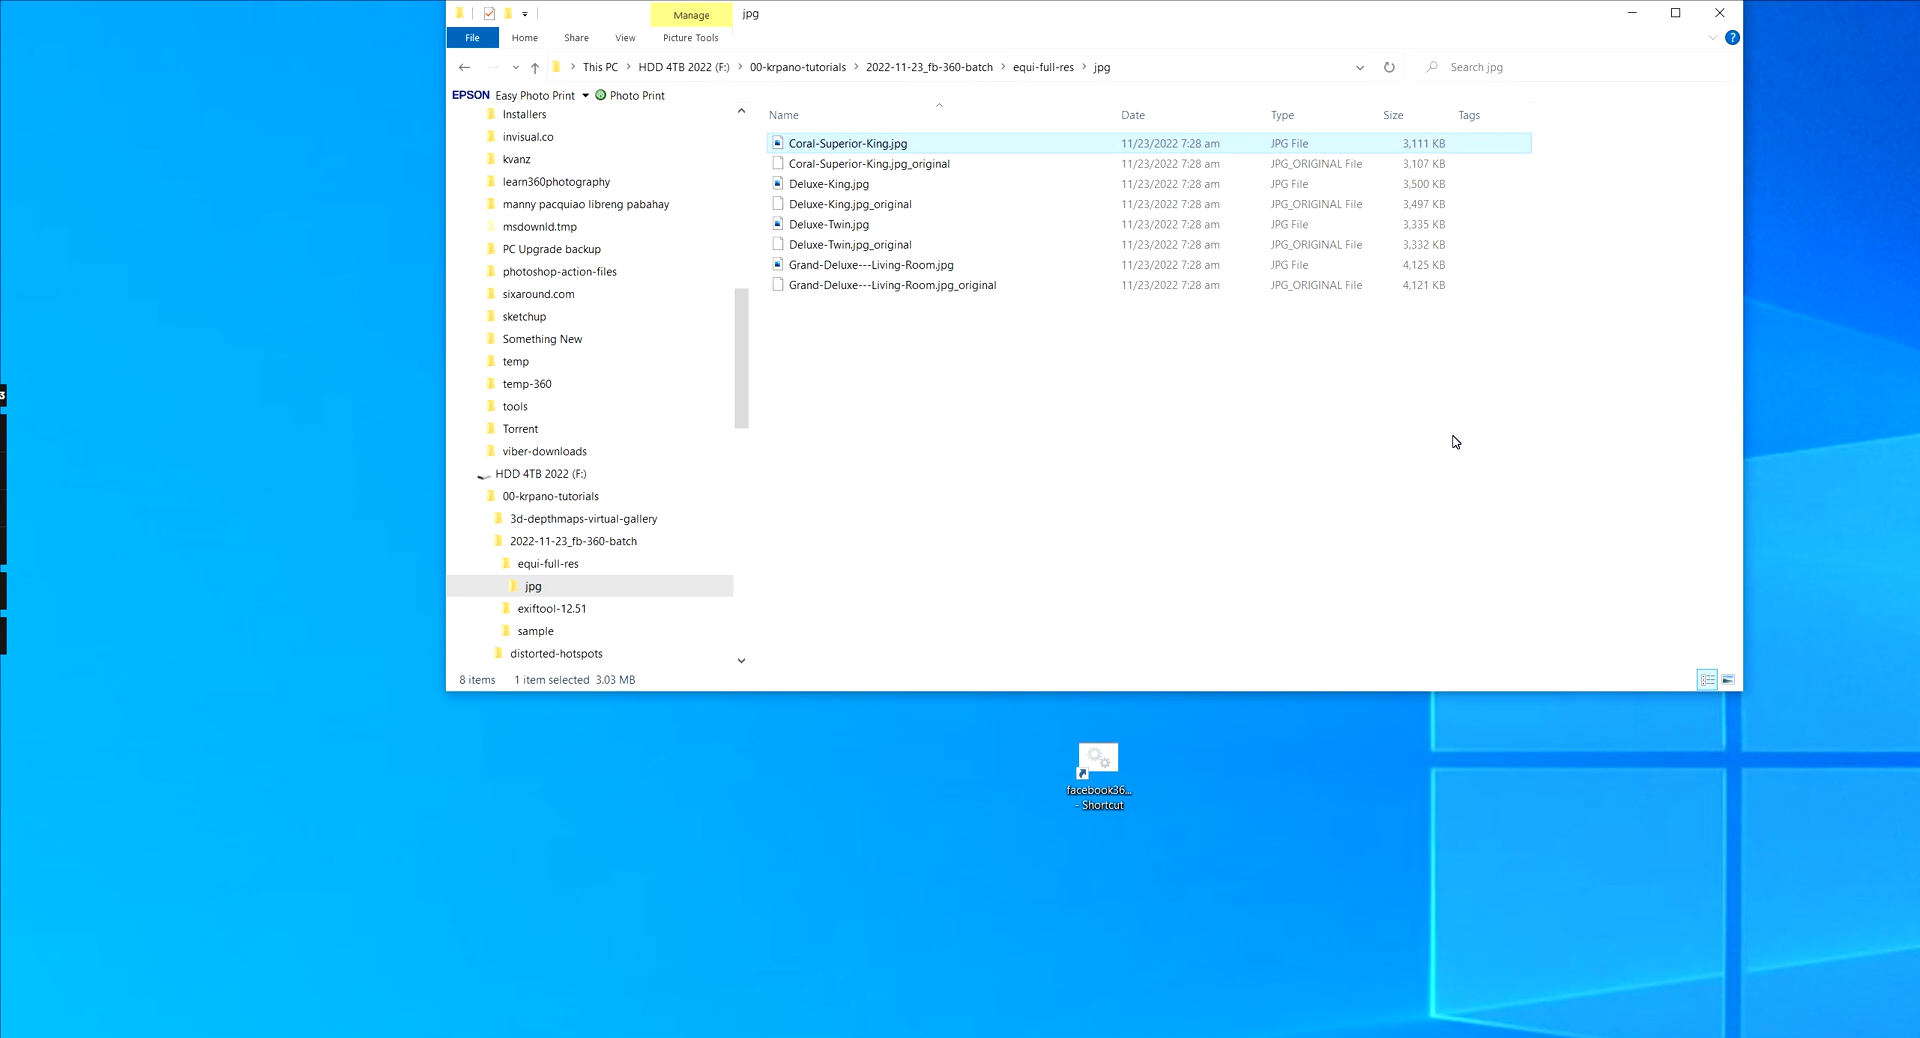 Manage
jpg
File
Home
Share
View
Picture Tools
?
This PC > HDD 4TB 2022 (F:) > 00-krpano-tutorials > 2022-11-23_fb-360-batch > equi-full-res > jpg
Search jpg
EPSON Easy Photo Print Photo Print
Name Date Type Size Tags
Coral-Superior-King.jpg 11/23/2022 7:28 am JPG File 3,111 KB
Coral-Superior-King.jpg_original 11/23/2022 7:28 am JPG_ORIGINAL File 3,107 KB
Deluxe-King.jpg 11/23/2022 7:28 am JPG File 3,500 KB
Deluxe-King.jpg_original 11/23/2022 7:28 am JPG_ORIGINAL File 3,497 KB
Deluxe-Twin.jpg 11/23/2022 7:28 am JPG File 3,335 KB
Deluxe-Twin.jpg_original 11/23/2022 7:28 am JPG_ORIGINAL File 3,332 KB
Grand-Deluxe---Living-Room.jpg 11/23/2022 7:28 am JPG File 4,125 KB
Grand-Deluxe---Living-Room.jpg_original 11/23/2022 7:28 am JPG_ORIGINAL File 4,121 KB
Installers
invisual.co
kvanz
learn360photography
manny pacquiao libreng pabahay
msdownld.tmp
PC Upgrade backup
photoshop-action-files
sixaround.com
sketchup
Something New
temp
temp-360
tools
Torrent
viber-downloads
HDD 4TB 2022 (F:)
00-krpano-tutorials
3d-depthmaps-virtual-gallery
2022-11-23_fb-360-batch
equi-full-res
jpg
exiftool-12.51
sample
distorted-hotspots
8 items 1 item selected 3.03 MB
facebook36...
- Shortcut
3